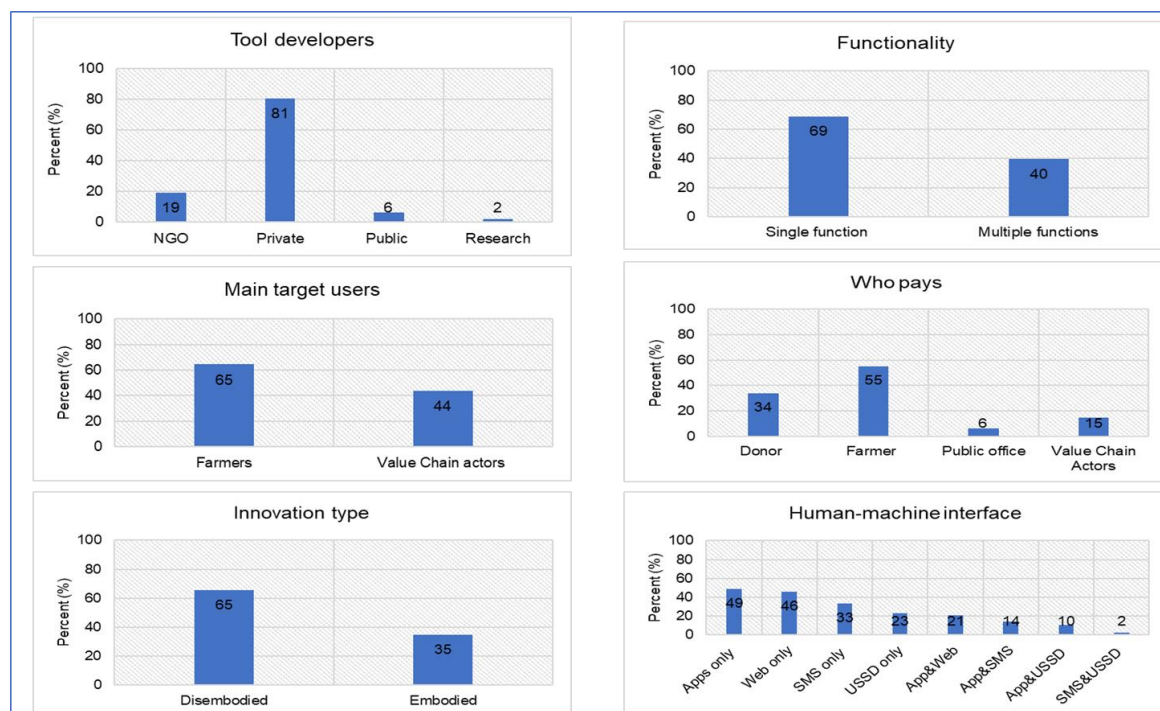 Tool developers
Percent (%)
100
80
60
40
20
0
19
81
6
2
NGO
Private
Public
Research
Functionality
Percent (%)
100
80
60
40
20
0
69
40
Single function
Multiple functions
Main target users
Percent (%)
100
80
60
40
20
0
65
44
Farmers
Value Chain actors
Who pays
Percent (%)
100
80
60
40
20
0
34
55
6
15
Donor
Farmer
Public office
Value Chain
Actors
Innovation type
Percent (%)
100
80
60
40
20
0
65
35
Disembodied
Embodied
Human-machine interface
Percent (%)
100
80
60
40
20
0
49
46
33
23
21
14
10
2
Apps only
Web only
SMS only
USSD only
App&Web
App&SMS
App&USSD
SMS&USSD